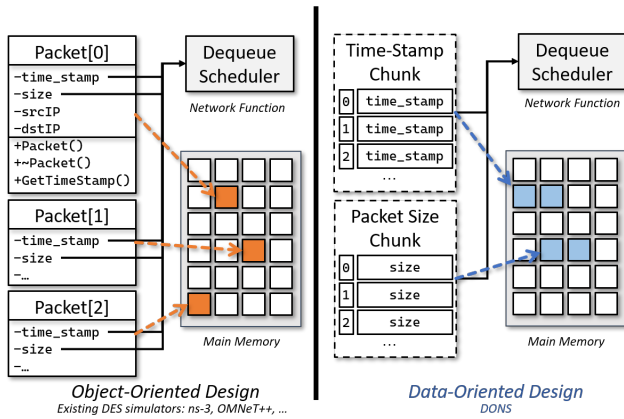 Packet[0]
-time_stamp
-size
-srcIP
-dstIP
+Packet()
+~Packet()
+GetTimeStamp()
Dequeue
Scheduler
Network Function
Packet[1]
-time_stamp
-size
-…
Packet[2]
-time_stamp
-size
-…
Main Memory
Object-Oriented Design
Existing DES simulators: ns-3, OMNeT++, …
Time-Stamp
Chunk
0 time_stamp
1 time_stamp
2 time_stamp
…
Dequeue
Scheduler
Network Function
Packet Size
Chunk
0 size
1 size
2 size
…
Main Memory
Data-Oriented Design
DONS